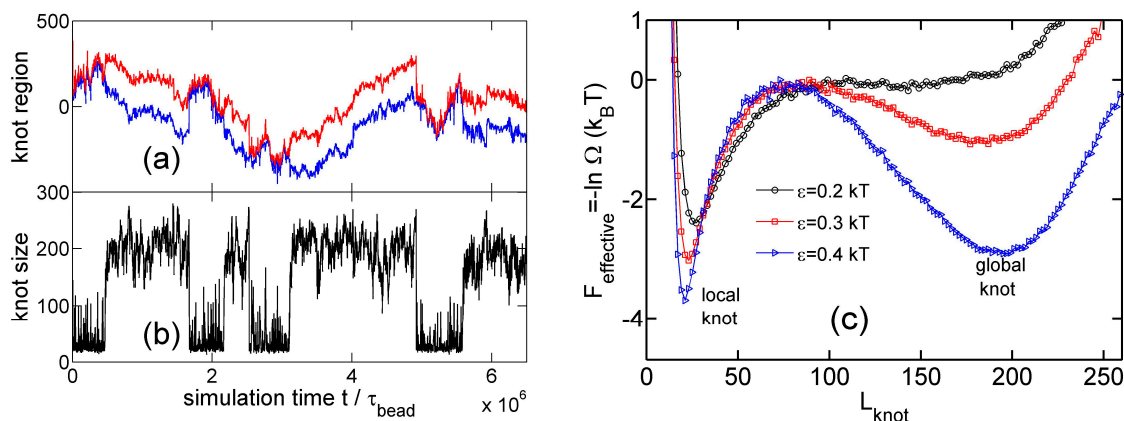 500
0
knot region
(a)
300
200
100
0
knot size
(b)
0 2 4 6
simulation time t / τbead
x 10^6
1
0
-2
-4
Feffective =-ln Ω (kBT)
ε=0.2 kT
ε=0.3 kT
ε=0.4 kT
local
knot
global
knot
(c)
0 50 100 150 200 250
Lknot